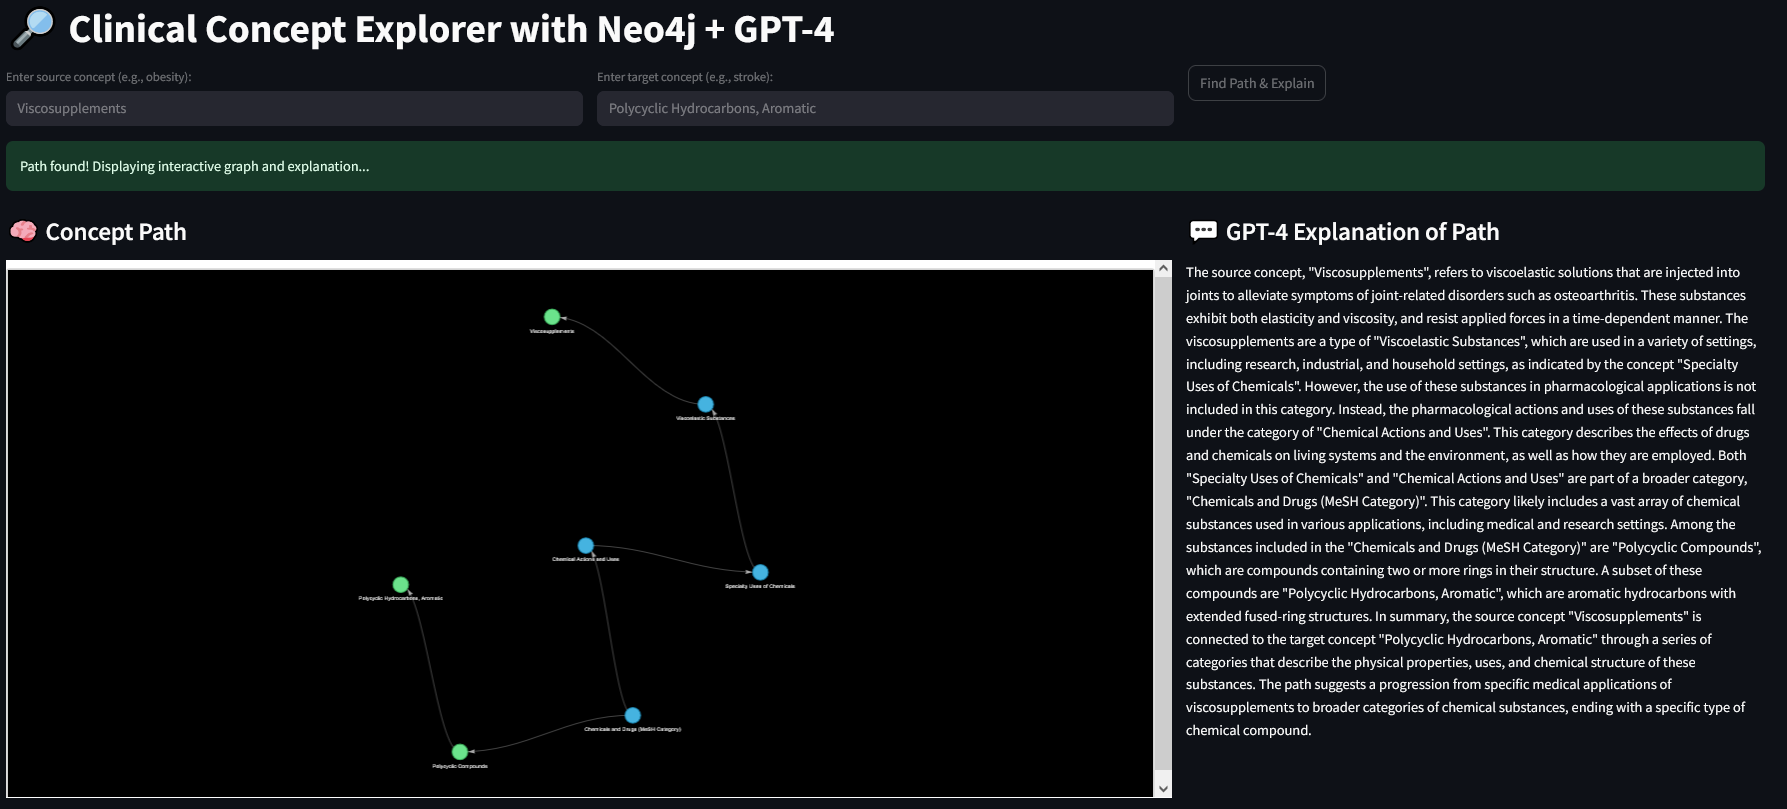 Clinical Concept Explorer with Neo4j + GPT-4
Enter source concept (e.g., obesity):
Viscosupplements
Enter target concept (e.g., stroke):
Polycyclic Hydrocarbons, Aromatic
Find Path & Explain
Path found! Displaying interactive graph and explanation...
Concept Path
Viscosupplements
Viscoelastic Substances
Chemical Actions and Uses
Specialty Uses of Chemicals
Polycyclic Hydrocarbons, Aromatic
Chemicals and Drugs (MeSH Category)
Polycyclic Compounds
GPT-4 Explanation of Path
The source concept, "Viscosupplements", refers to viscoelastic solutions that are injected into
joints to alleviate symptoms of joint-related disorders such as osteoarthritis. These substances
exhibit both elasticity and viscosity, and resist applied forces in a time-dependent manner. The
viscosupplements are a type of "Viscoelastic Substances", which are used in a variety of settings,
including research, industrial, and household settings, as indicated by the concept "Specialty
Uses of Chemicals". However, the use of these substances in pharmacological applications is not
included in this category. Instead, the pharmacological actions and uses of these substances fall
under the category of "Chemical Actions and Uses". This category describes the effects of drugs
and chemicals on living systems and the environment, as well as how they are employed. Both
"Specialty Uses of Chemicals" and "Chemical Actions and Uses" are part of a broader category,
"Chemicals and Drugs (MeSH Category)". This category likely includes a vast array of chemical
substances used in various applications, including medical and research settings. Among the
substances included in the "Chemicals and Drugs (MeSH Category)" are "Polycyclic Compounds",
which are compounds containing two or more rings in their structure. A subset of these
compounds are "Polycyclic Hydrocarbons, Aromatic", which are aromatic hydrocarbons with
extended fused-ring structures. In summary, the source concept "Viscosupplements" is
connected to the target concept "Polycyclic Hydrocarbons, Aromatic" through a series of
categories that describe the physical properties, uses, and chemical structure of these
substances. The path suggests a progression from specific medical applications of
viscosupplements to broader categories of chemical substances, ending with a specific type of
chemical compound.